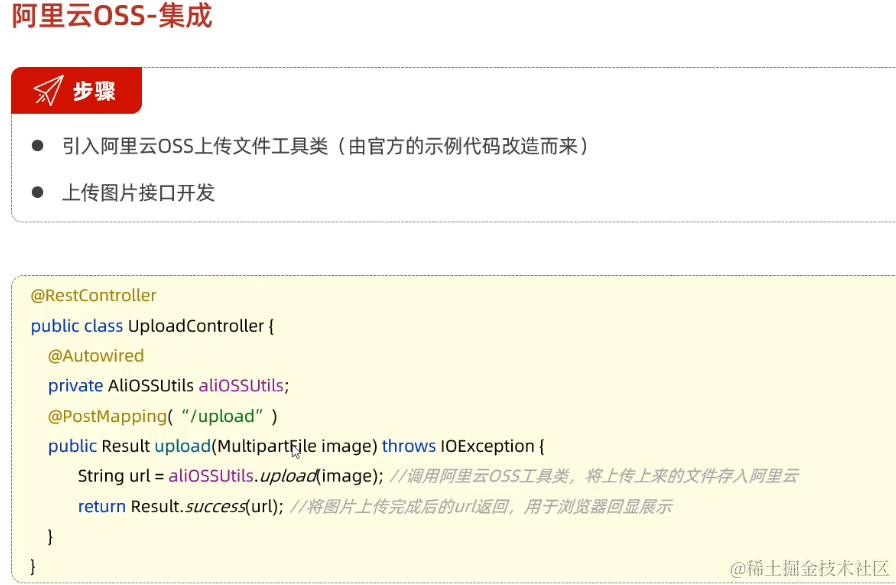 阿里云OSS-集成
步骤
● 引入阿里云OSS上传文件工具类（由官方的示例代码改造而来）
● 上传图片接口开发
@RestController
public class UploadController {
@Autowired
private AliOSSUtils aliOSSUtils;
@PostMapping(“/upload”)
public Result upload(MultipartFile image) throws IOException {
String url = aliOSSUtils.upload(image); //调用阿里云OSS工具类，将上传上来的文件存入阿里云
return Result.success(url); //将图片上传完成后的url返回，用于浏览器回显展示
}
}
@稀土掘金技术社区